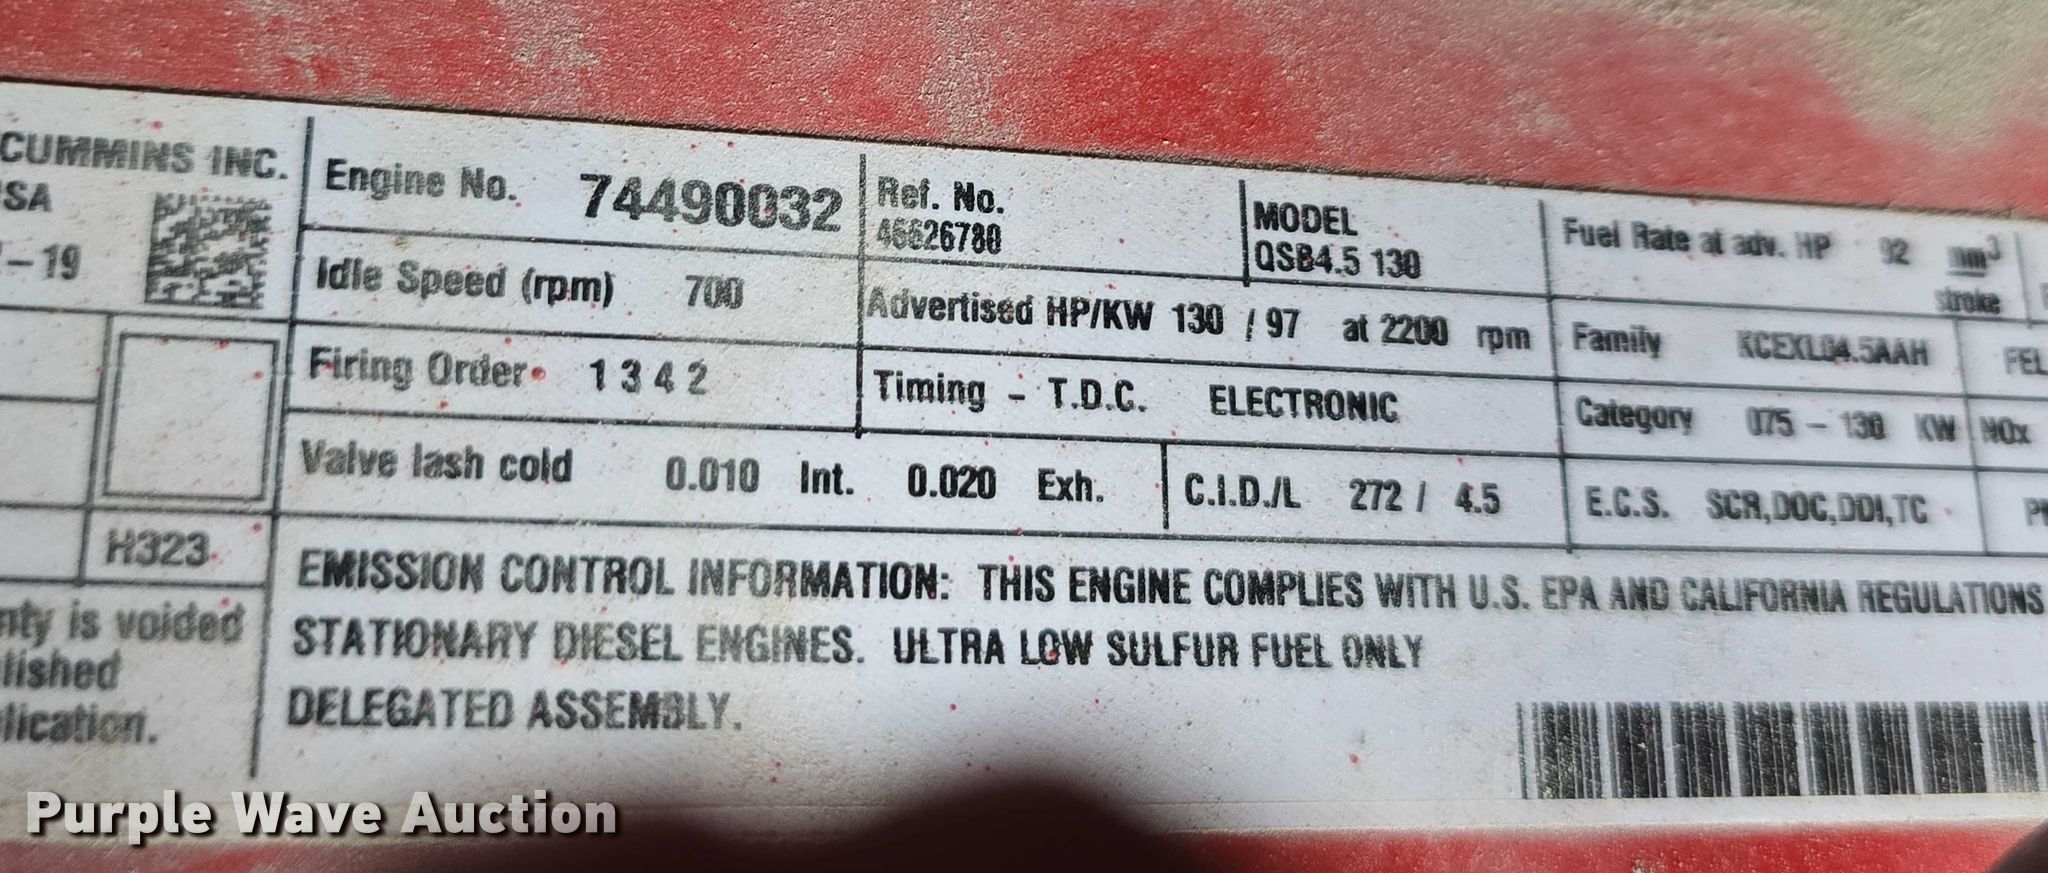 CUMMINS INC.
SA
-19
Engine No. 74490032
Ref. No.
46626780
MODEL
QSB4.5 130
Fuel Rate at adv. HP 92 mm3
stroke
Idle Speed (rpm) 700
Advertised HP/KW 130 / 97 at 2200 rpm
Family KCEXL04.5AAH
FEL
Firing Order 1 3 4 2
Timing - T.D.C. ELECTRONIC
Category 075 - 130 KW
NOx
Valve lash cold 0.010 Int. 0.020 Exh.
C.I.D./L 272 / 4.5
E.C.S. SCR,DOC,DDI,TC
H323
EMISSION CONTROL INFORMATION: THIS ENGINE COMPLIES WITH U.S. EPA AND CALIFORNIA REGULATIONS
STATIONARY DIESEL ENGINES. ULTRA LOW SULFUR FUEL ONLY
DELEGATED ASSEMBLY.
nty is voided
lished
lication.
Purple Wave Auction